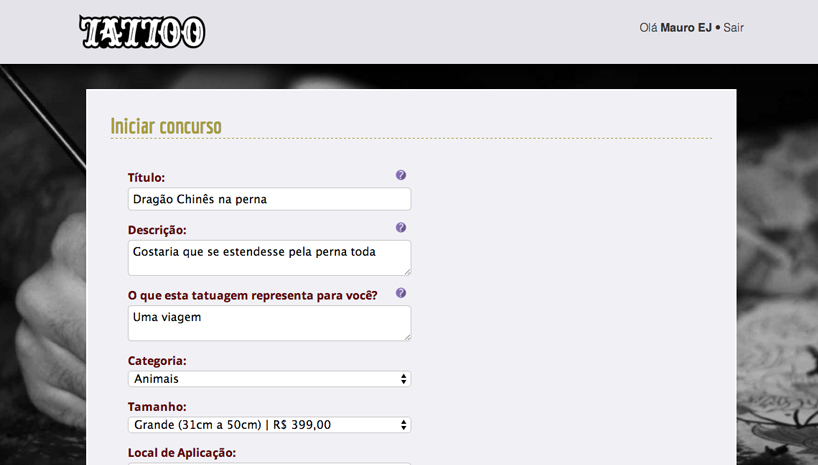 TATTOO
Olá Mauro EJ • Sair
Iniciar concurso
Título:
?
Dragão Chinês na perna
Descrição:
?
Gostaria que se estendesse pela perna toda
O que esta tatuagem representa para você?
?
Uma viagem
Categoria:
Animais
Tamanho:
Grande (31cm a 50cm) | R$ 399,00
Local de Aplicação: